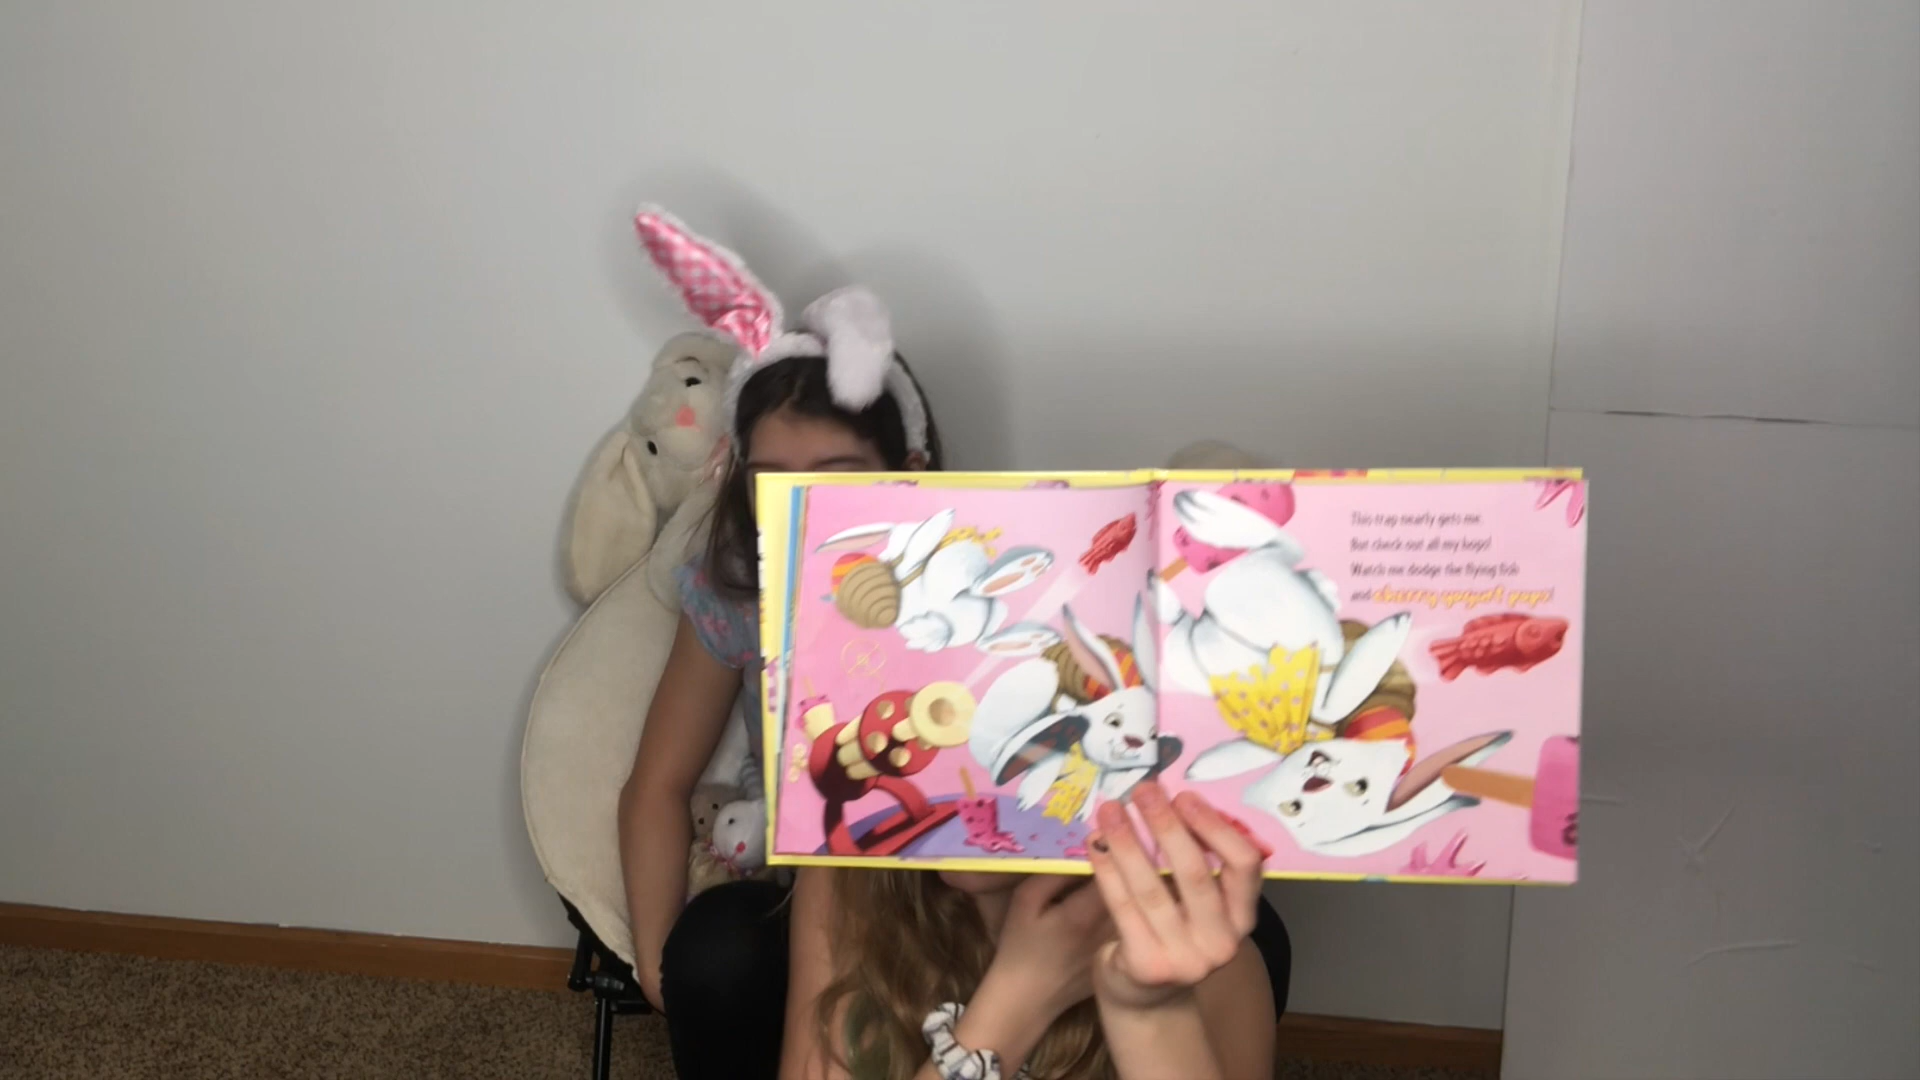 This trap nearly gets me.
But check out all my hops!
Watch me dodge the flying fish
and cherry yogurt pops!